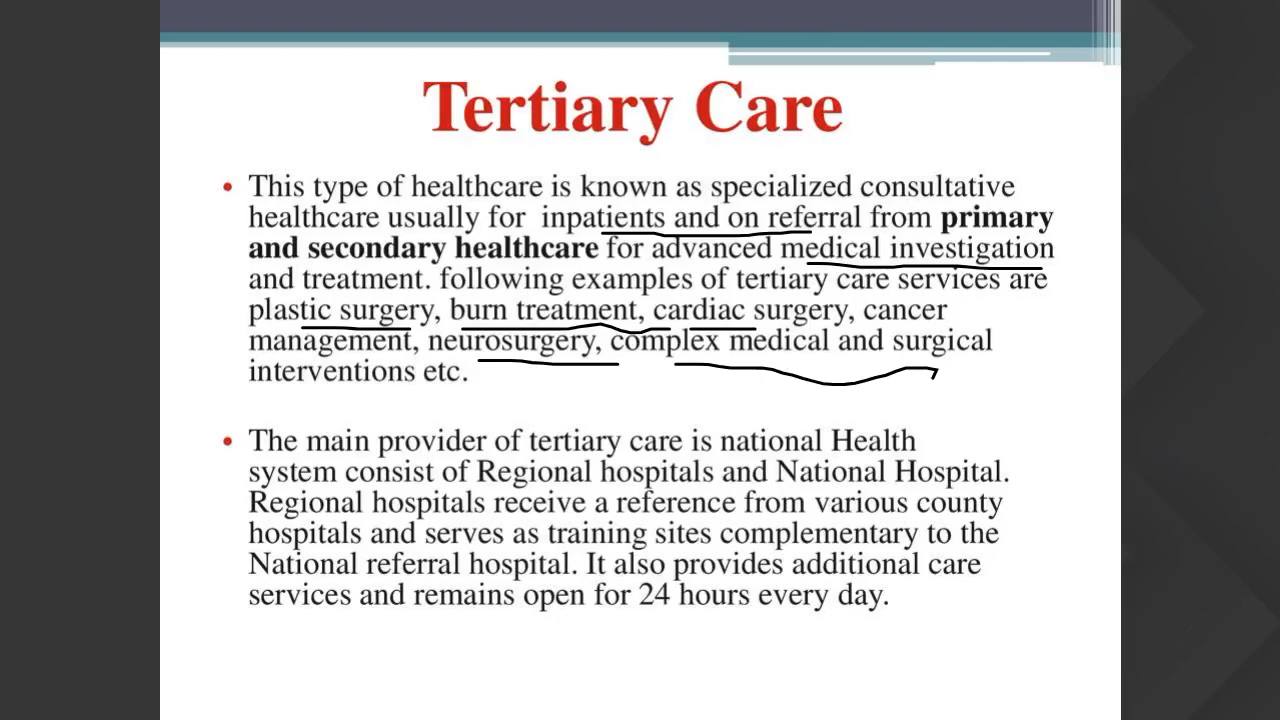 Tertiary Care
• This type of healthcare is known as specialized consultative
healthcare usually for inpatients and on referral from primary
and secondary healthcare for advanced medical investigation
and treatment. following examples of tertiary care services are
plastic surgery, burn treatment, cardiac surgery, cancer
management, neurosurgery, complex medical and surgical
interventions etc.
• The main provider of tertiary care is national Health
system consist of Regional hospitals and National Hospital.
Regional hospitals receive a reference from various county
hospitals and serves as training sites complementary to the
National referral hospital. It also provides additional care
services and remains open for 24 hours every day.